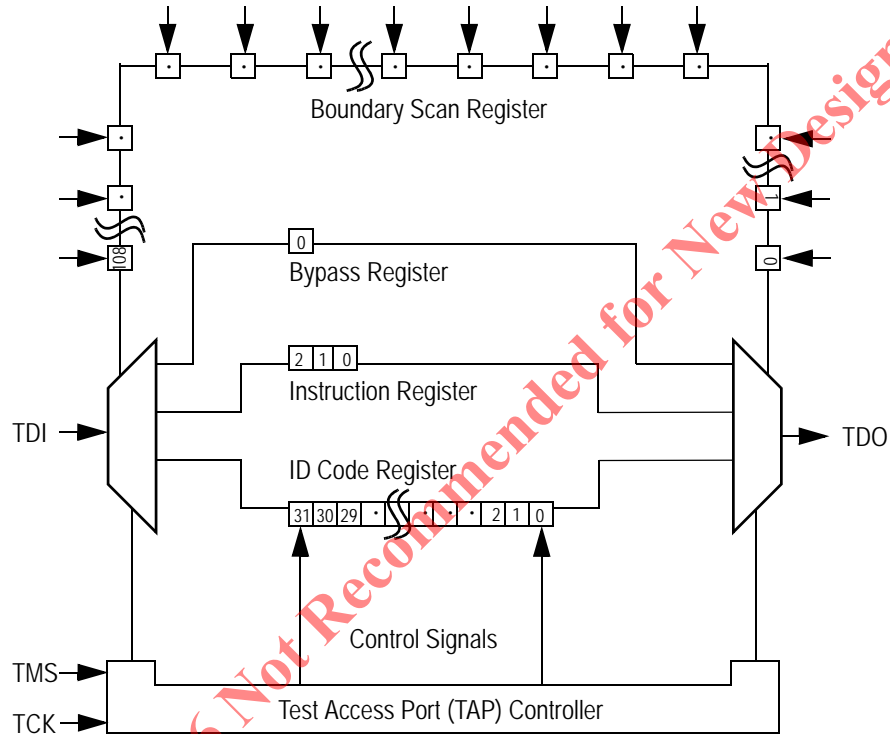 · · · · · · · ·
Boundary Scan Register
· ·
· 1
108 0
0
Bypass Register
2 1 0
Instruction Register
TDI
TDO
ID Code Register
31 30 29 · · · · 2 1 0
Control Signals
TMS
Test Access Port (TAP) Controller
TCK
6 Not Recommended for New Design